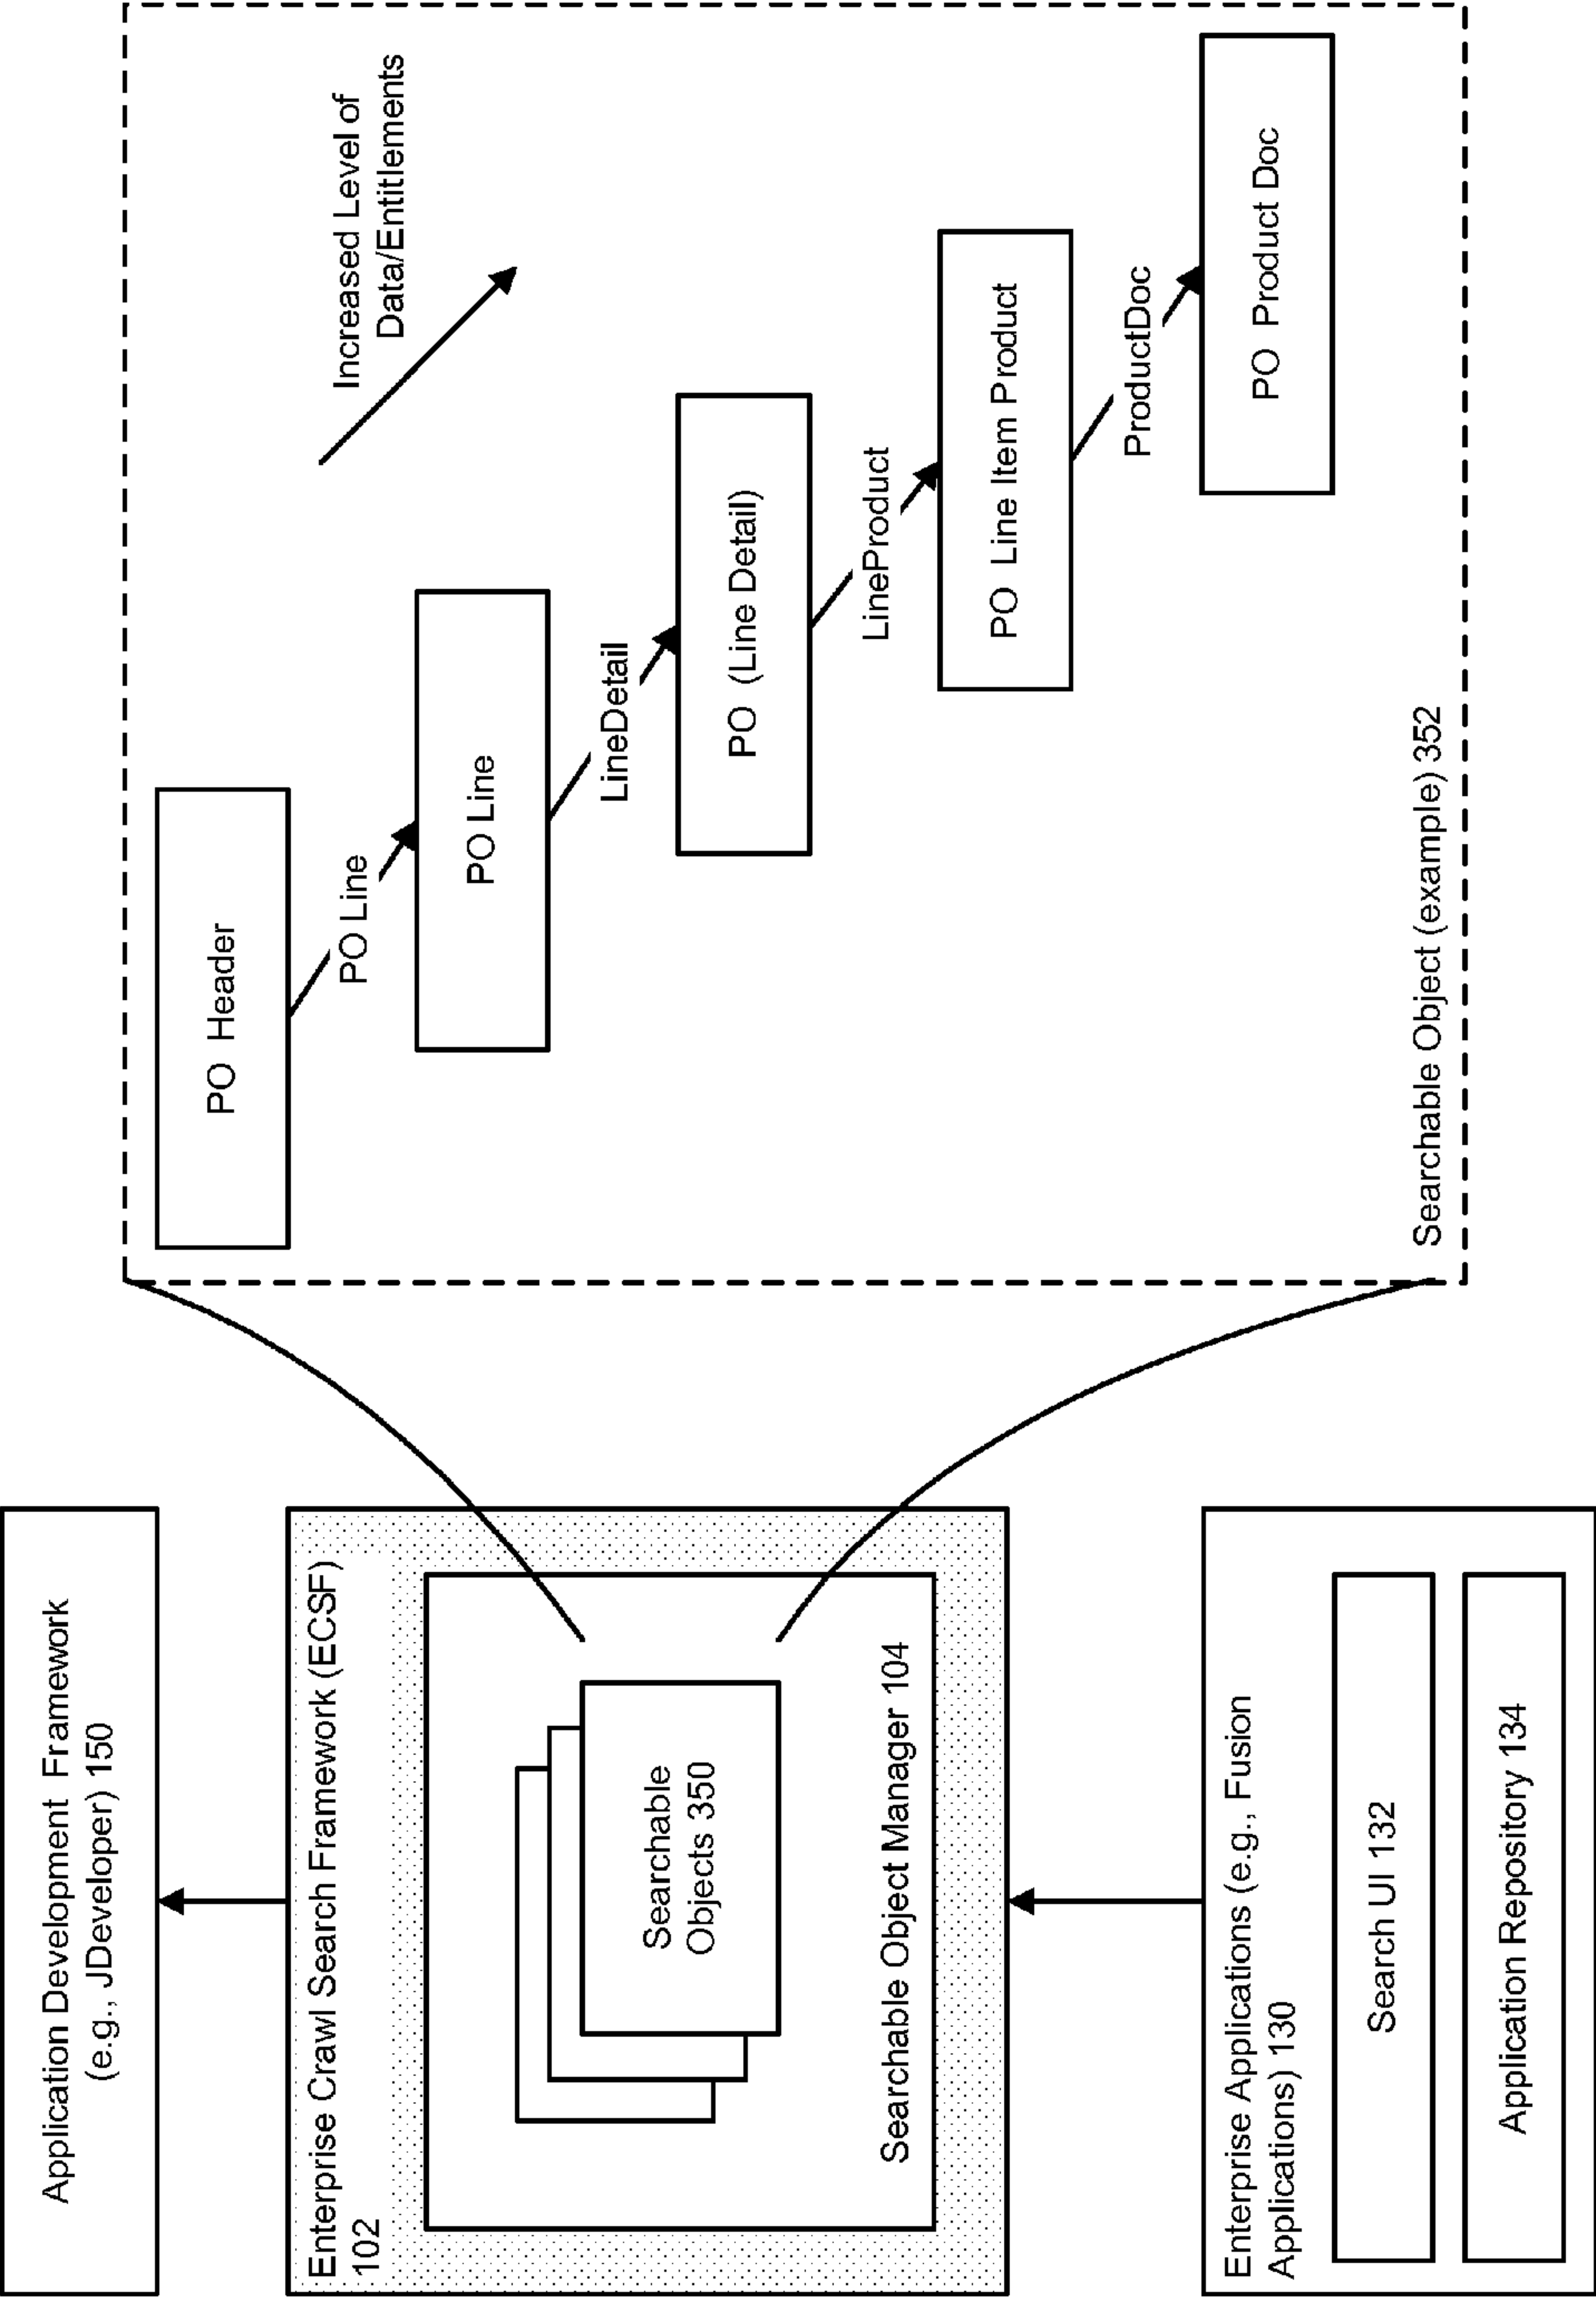 Application Development Framework
(e.g., JDeveloper) 150
Enterprise Crawl Search Framework (ECSF)
102
Searchable
Objects 350
Searchable Object Manager 104
Enterprise Applications (e.g., Fusion
Applications) 130
Search UI 132
Application Repository 134
PO Header
PO Line
PO Line
LineDetail
PO (Line Detail)
LineProduct
PO Line Item Product
ProductDoc
PO Product Doc
Increased Level of
Data/Entitlements
Searchable Object (example) 352